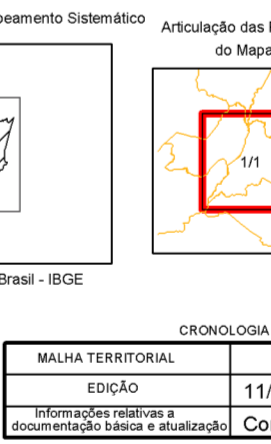 peamento Sistemático
Articulação das
do Mapa
1/1
Brasil - IBGE
CRONOLOGIA
MALHA TERRITORIAL
EDIÇÃO
11/
Informações relativas a
documentação básica e atualização
Co